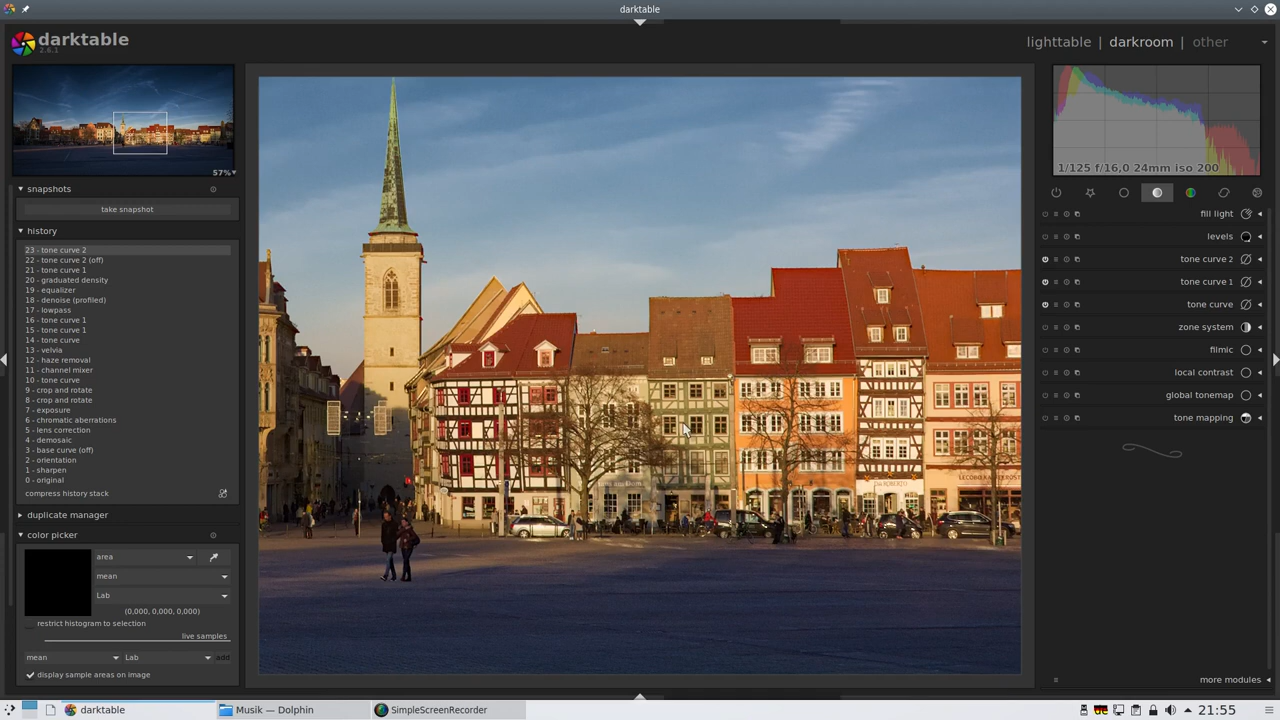 darktable
darktable
2.6.1
lighttable | darkroom | other
57%
1/125 f/16,0 24mm iso 200
snapshots
take snapshot
history
23 - tone curve 2
22 - tone curve 2 (off)
21 - tone curve 1
20 - graduated density
19 - equalizer
18 - denoise (profiled)
17 - lowpass
16 - tone curve 1
15 - tone curve 1
14 - tone curve
13 - velvia
12 - haze removal
11 - channel mixer
10 - tone curve
9 - crop and rotate
8 - crop and rotate
7 - exposure
6 - chromatic aberrations
5 - lens correction
4 - demosaic
3 - base curve (off)
2 - orientation
1 - sharpen
0 - original
compress history stack
duplicate manager
color picker
area
mean
Lab
(0.000, 0.000, 0.000)
restrict histogram to selection
live samples
mean Lab add
display sample areas on image
fill light
levels
tone curve 2
tone curve 1
tone curve
zone system
filmic
local contrast
global tonemap
tone mapping
more modules
darktable
Musik — Dolphin
SimpleScreenRecorder
21:55